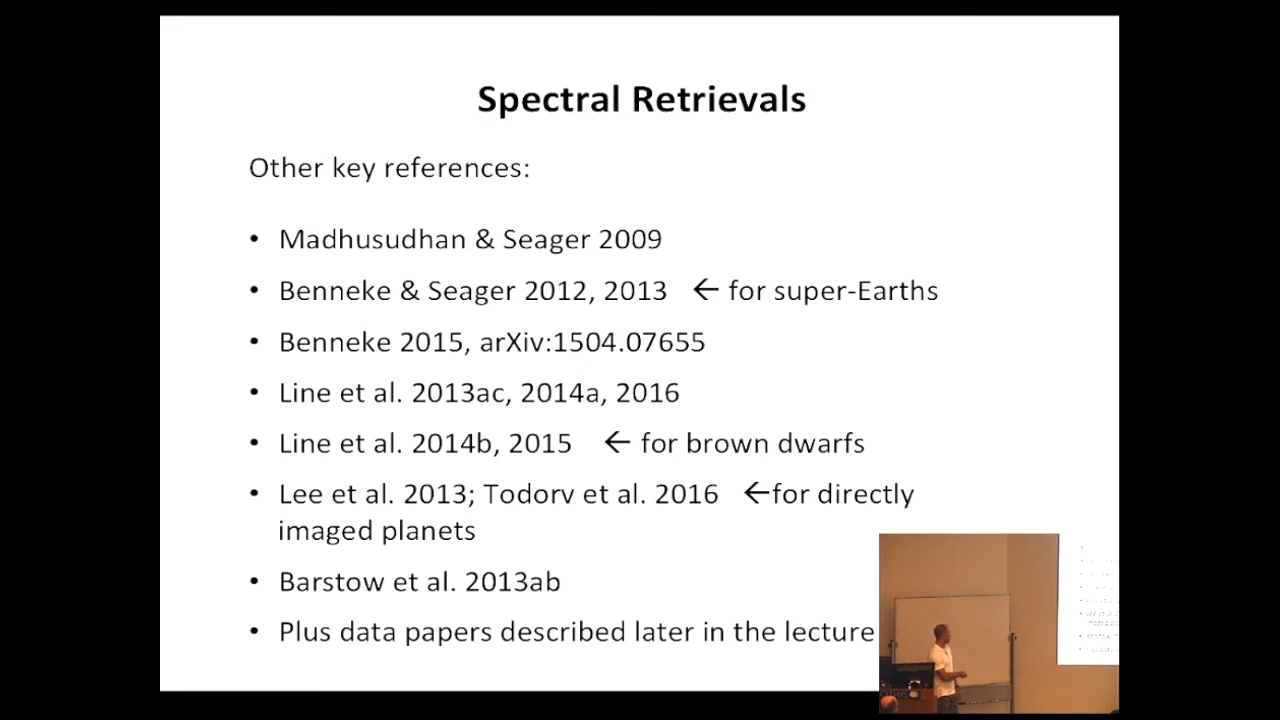 Spectral Retrievals
Other key references:
• Madhusudhan & Seager 2009
• Benneke & Seager 2012, 2013 ← for super-Earths
• Benneke 2015, arXiv:1504.07655
• Line et al. 2013ac, 2014a, 2016
• Line et al. 2014b, 2015 ← for brown dwarfs
• Lee et al. 2013; Todorv et al. 2016 ←for directly
imaged planets
• Barstow et al. 2013ab
• Plus data papers described later in the lecture